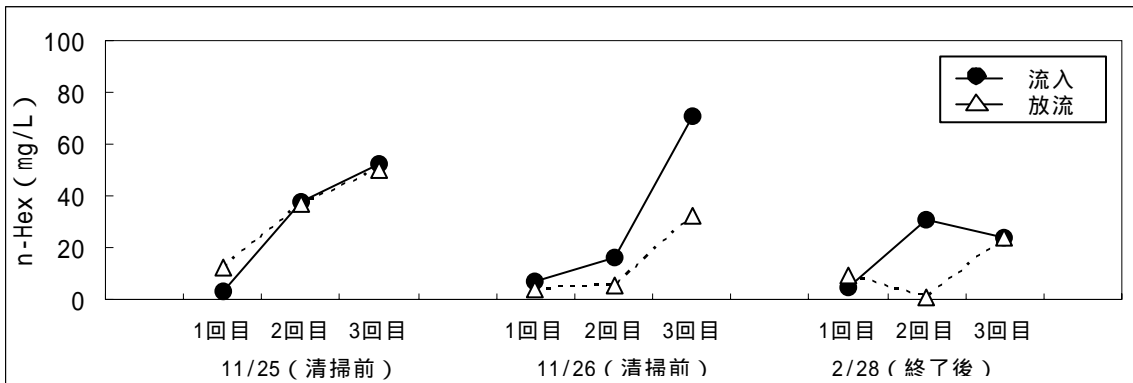 n-Hex（mg/L）
100
80
60
40
20
0
流入
放流
1回目 2回目 3回目 1回目 2回目 3回目 1回目 2回目 3回目
11/25（清掃前） 11/26（清掃前） 2/28（終了後）